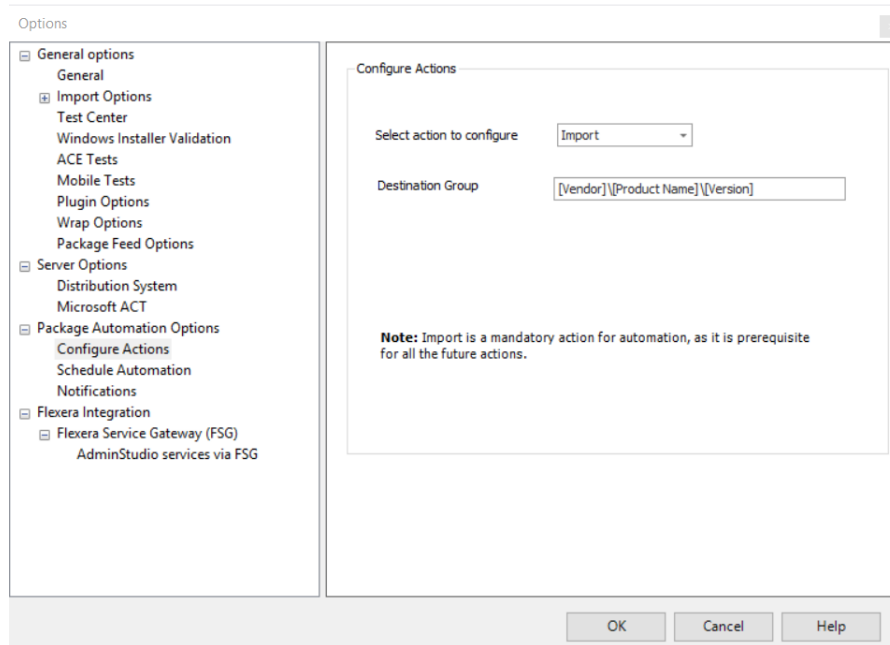 Options
General options
General
Import Options
Test Center
Windows Installer Validation
ACE Tests
Mobile Tests
Plugin Options
Wrap Options
Package Feed Options
Server Options
Distribution System
Microsoft ACT
Package Automation Options
Configure Actions
Schedule Automation
Notifications
Flexera Integration
Flexera Service Gateway (FSG)
AdminStudio services via FSG
Configure Actions
Select action to configure Import
Destination Group [Vendor]\[Product Name]\[Version]
Note: Import is a mandatory action for automation, as it is prerequisite
for all the future actions.
OK Cancel Help